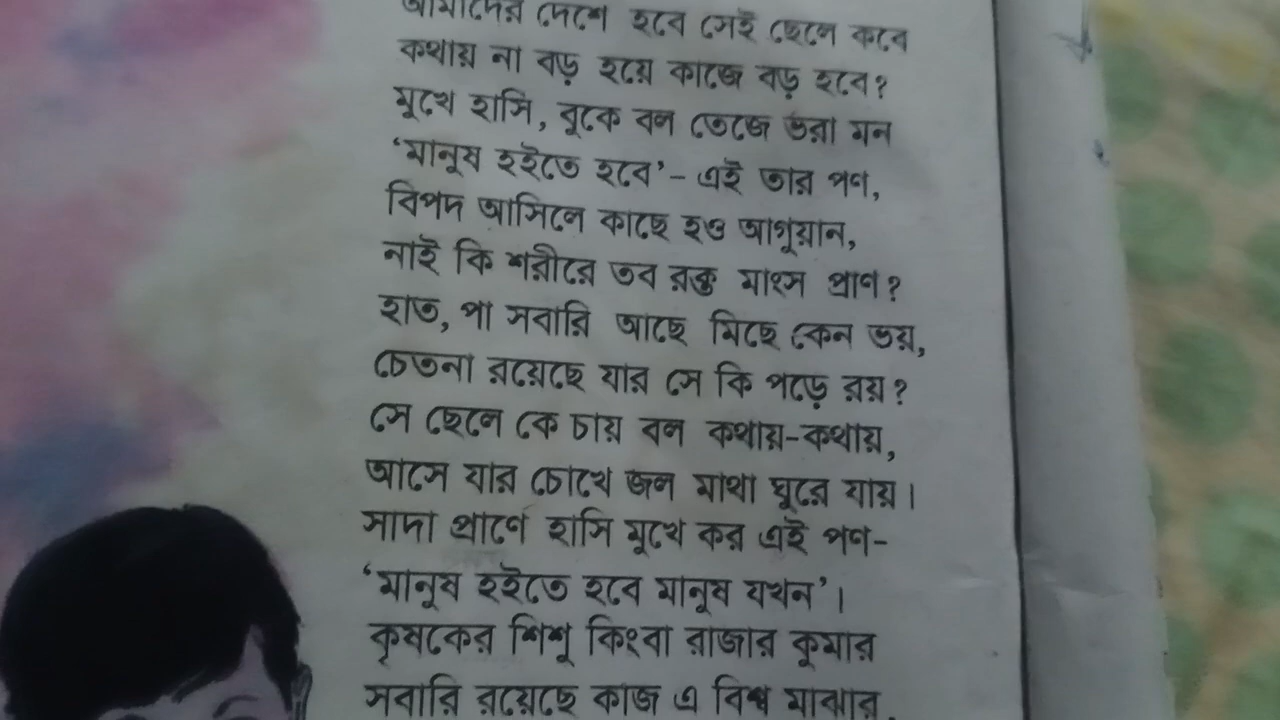 আমাদের দেশে হবে সেই ছেলে কবে
কথায় না বড় হয়ে কাজে বড় হবে?
মুখে হাসি, বুকে বল তেজে ভরা মন
‘মানুষ হইতে হবে’- এই তার পণ,
বিপদ আসিলে কাছে হও আগুয়ান,
নাই কি শরীরে তব রক্ত মাংস প্রাণ?
হাত, পা সবারি আছে মিছে কেন ভয়,
চেতনা রয়েছে যার সে কি পড়ে রয়?
সে ছেলে কে চায় বল কথায়-কথায়,
আসে যার চোখে জল মাথা ঘুরে যায়।
সাদা প্রাণে হাসি মুখে কর এই পণ-
‘মানুষ হইতে হবে মানুষ যখন’।
কৃষকের শিশু কিংবা রাজার কুমার
সবারি রয়েছে কাজ এ বিশ্ব মাঝার,